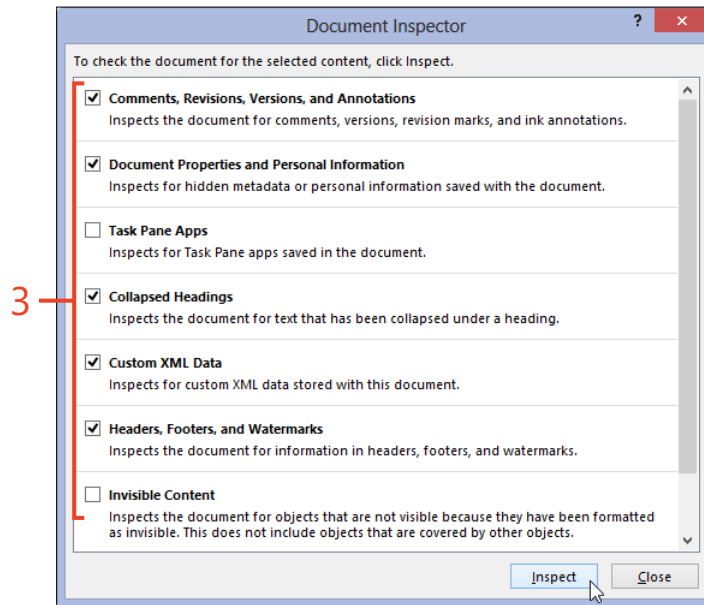 Document Inspector
?
To check the document for the selected content, click Inspect.
Comments, Revisions, Versions, and Annotations
Inspects the document for comments, versions, revision marks, and ink annotations.
Document Properties and Personal Information
Inspects for hidden metadata or personal information saved with the document.
Task Pane Apps
Inspects for Task Pane apps saved in the document.
3
Collapsed Headings
Inspects the document for text that has been collapsed under a heading.
Custom XML Data
Inspects for custom XML data stored with this document.
Headers, Footers, and Watermarks
Inspects the document for information in headers, footers, and watermarks.
Invisible Content
Inspects the document for objects that are not visible because they have been formatted
as invisible. This does not include objects that are covered by other objects.
Inspect
Close